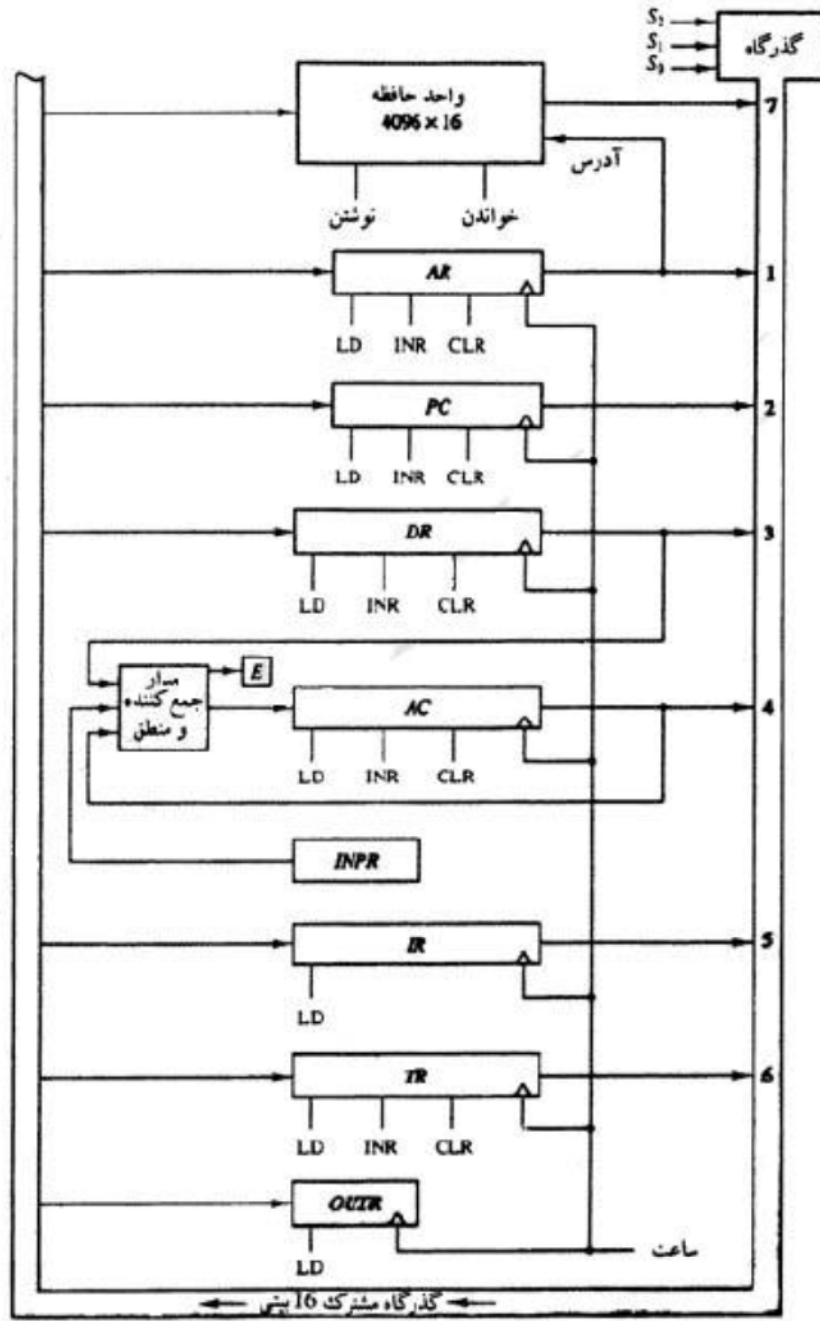 S₂
S₁
S₀
گذرگاه
واحد حافظه
4096 × 16
7
آدرس
نوشتن
خواندن
AR
1
LD INR CLR
PC
2
LD INR CLR
DR
3
LD INR CLR
مدار
جمع کننده
و منطق
E
AC
4
LD INR CLR
INPR
IR
5
LD
TR
6
LD INR CLR
OUTR
LD
ساعت
گذرگاه مشترک 16 بیتی